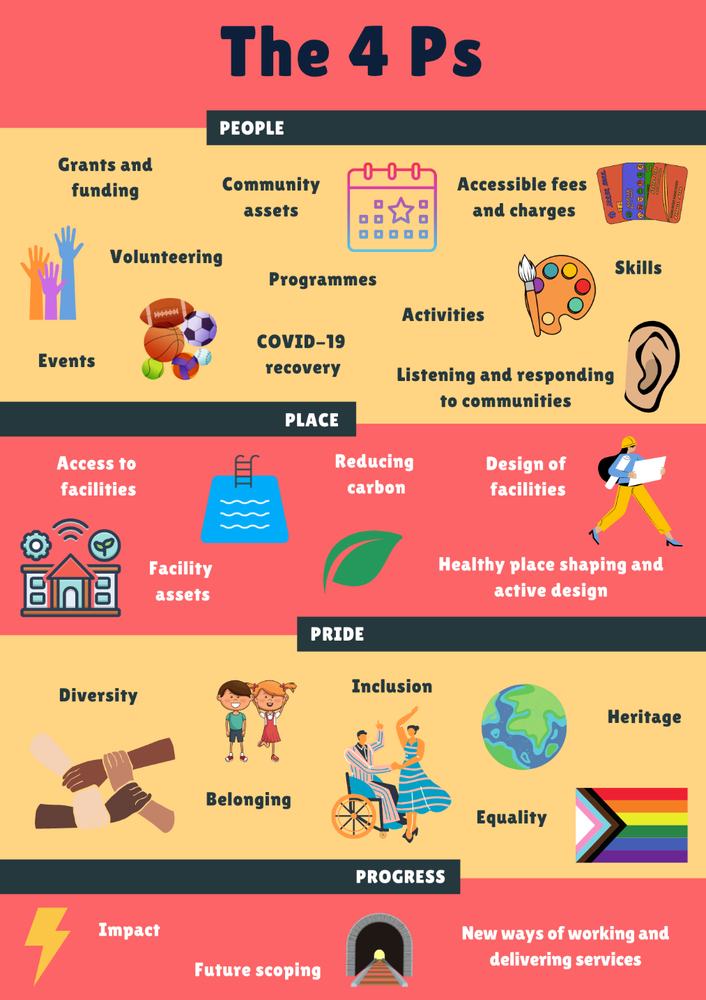 The 4 Ps
PEOPLE
Grants and
funding
Community
assets
Accessible fees
and charges
Volunteering
Programmes
Skills
Activities
Events
COVID-19
recovery
Listening and responding
to communities
PLACE
Access to
facilities
Reducing
carbon
Design of
facilities
Facility
assets
Healthy place shaping and
active design
PRIDE
Diversity
Inclusion
Heritage
Belonging
Equality
PROGRESS
Impact
Future scoping
New ways of working and
delivering services